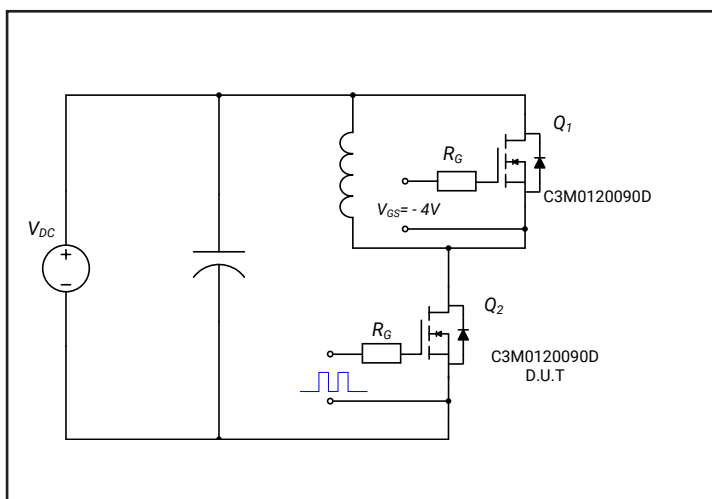 Q1
RG
C3M0120090D
VGS= - 4V
VDC
Q2
RG
C3M0120090D
D.U.T